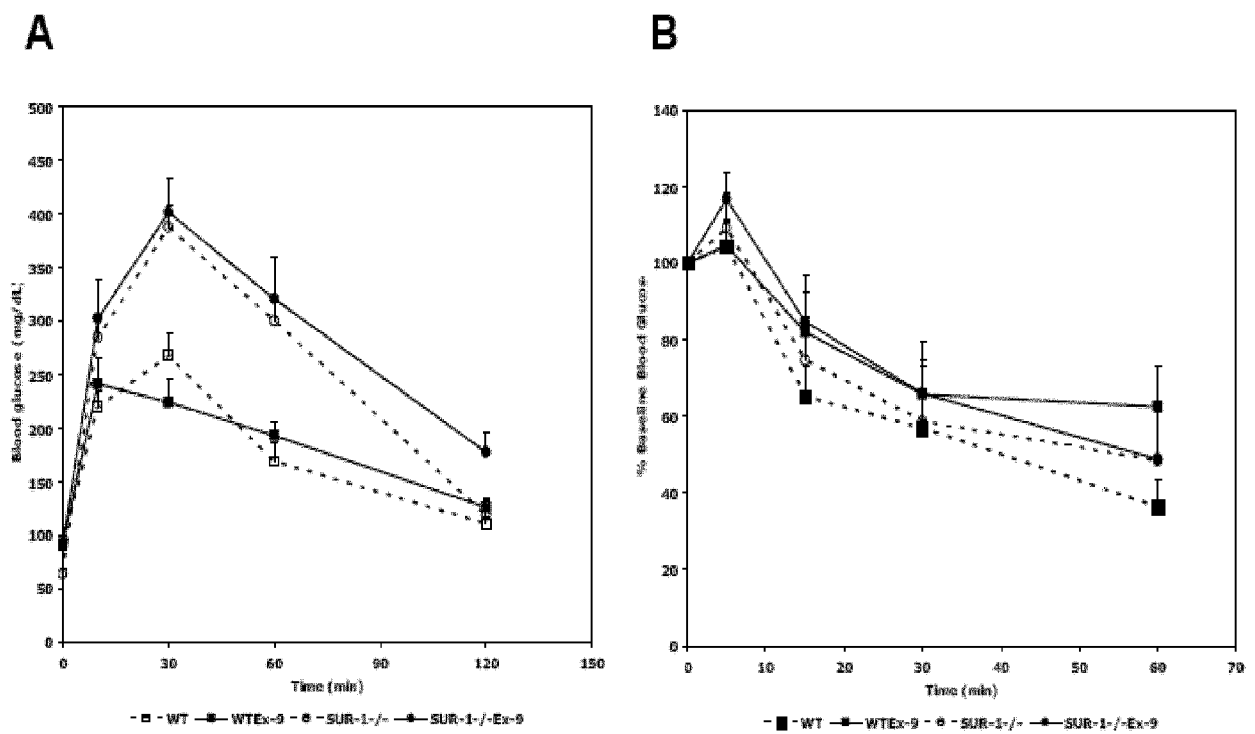 A
B
500
450
400
350
300
250
200
150
100
50
0
Blood glucose (mg/dL)
0 30 60 90 120 150
Time (min)
WT WTEx-9 SUR-1-/- SUR-1-/-Ex-9
140
120
100
80
60
40
20
0
% Baseline Blood Glucose
0 10 20 30 40 50 60 70
Time (min)
WT WTEx-9 SUR-1-/- SUR-1-/-Ex-9